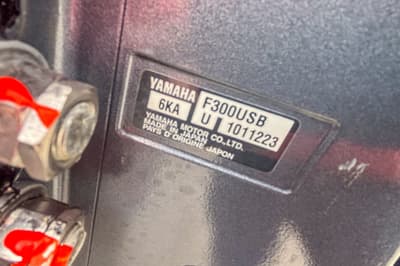 YAMAHA F300USB
6KA U 1011223
YAMAHA MOTOR CO., LTD.
MADE IN JAPAN
PAYS D'ORIGINE JAPON